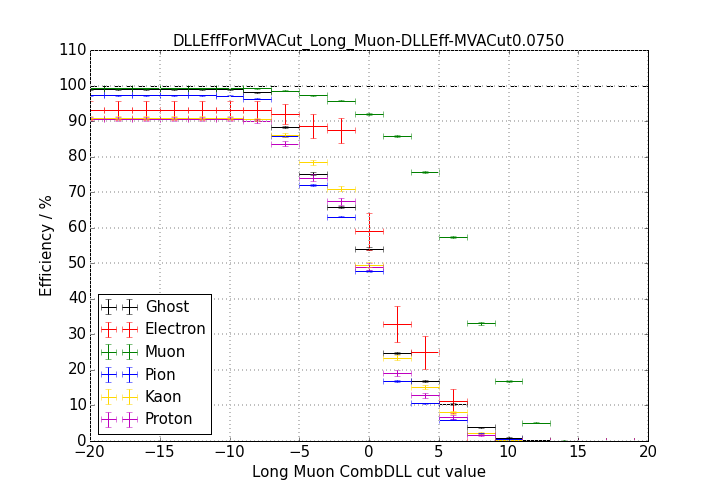 DLLEffForMVACut_Long_Muon-DLLEff-MVACut0.0750
110
100
90
80
70
60
50
40
30
20
10
0
Efficiency / %
Ghost
Electron
Muon
Pion
Kaon
Proton
−20 −15 −10 −5 0 5 10 15 20
Long Muon CombDLL cut value